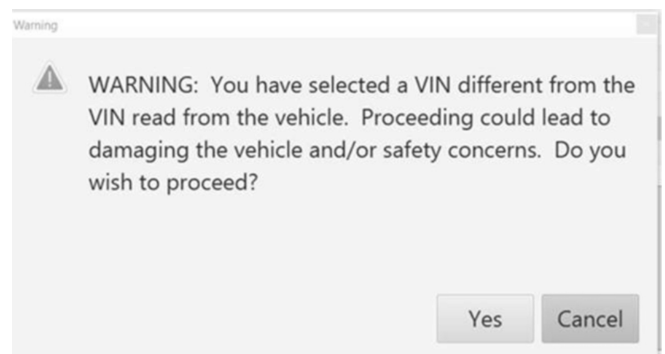 Warning
WARNING: You have selected a VIN different from the
VIN read from the vehicle. Proceeding could lead to
damaging the vehicle and/or safety concerns. Do you
wish to proceed?
Yes
Cancel